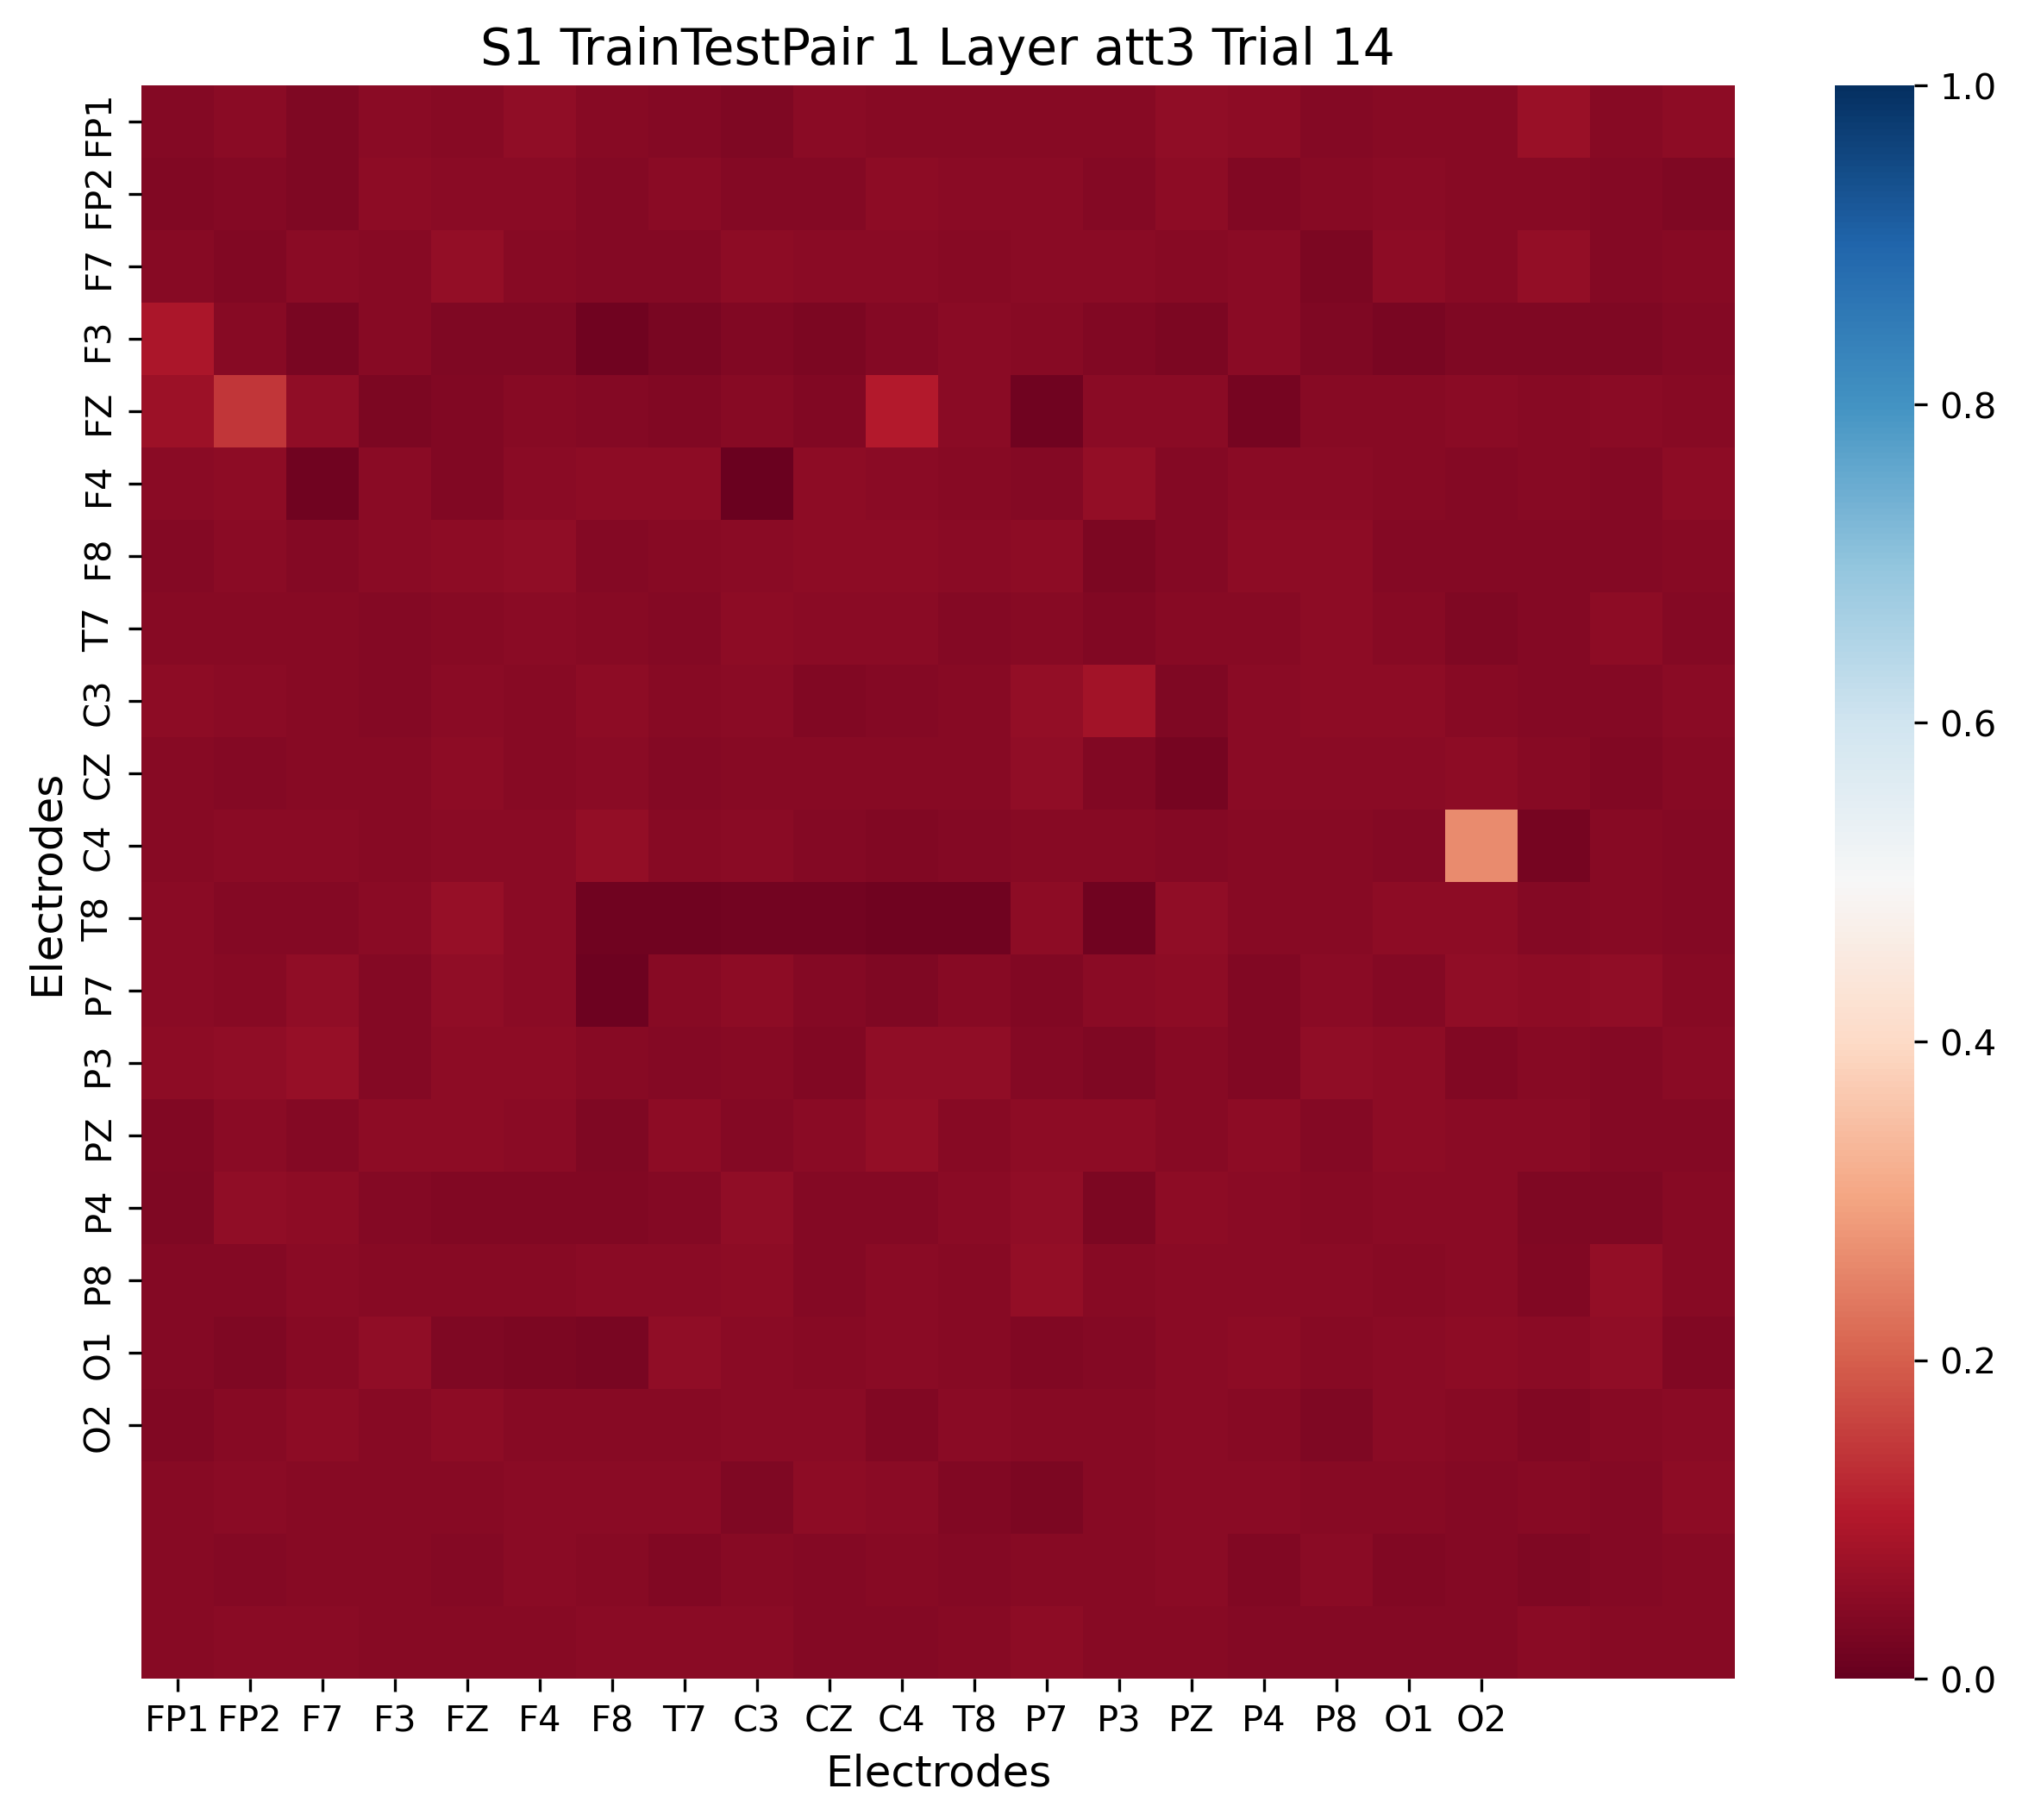 S1 TrainTestPair 1 Layer att3 Trial 14
Electrodes
FP1
FP2
F7
F3
FZ
F4
F8
T7
C3
CZ
C4
T8
P7
P3
PZ
P4
P8
O1
O2
FP1 FP2 F7 F3 FZ F4 F8 T7 C3 CZ C4 T8 P7 P3 PZ P4 P8 O1 O2
Electrodes
1.0
0.8
0.6
0.4
0.2
0.0